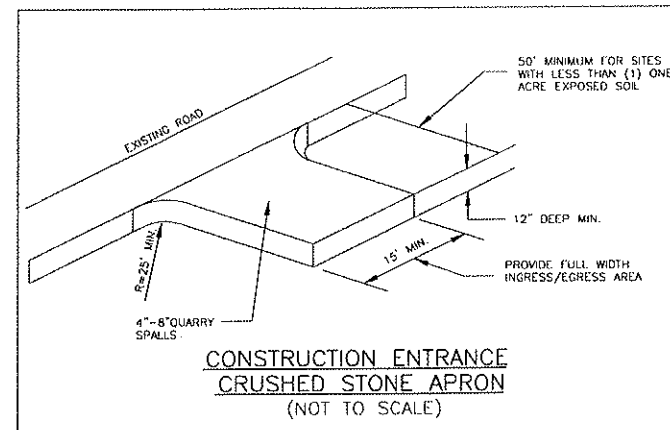 50' MINIMUM FOR SITES
WITH LESS THAN (1) ONE
ACRE EXPOSED SOIL
EXISTING ROAD
12" DEEP MIN.
15' MIN.
PROVIDE FULL WIDTH
INGRESS/EGRESS AREA
R=25' MIN.
4"-8"QUARRY
SPALLS
CONSTRUCTION ENTRANCE
CRUSHED STONE APRON
(NOT TO SCALE)